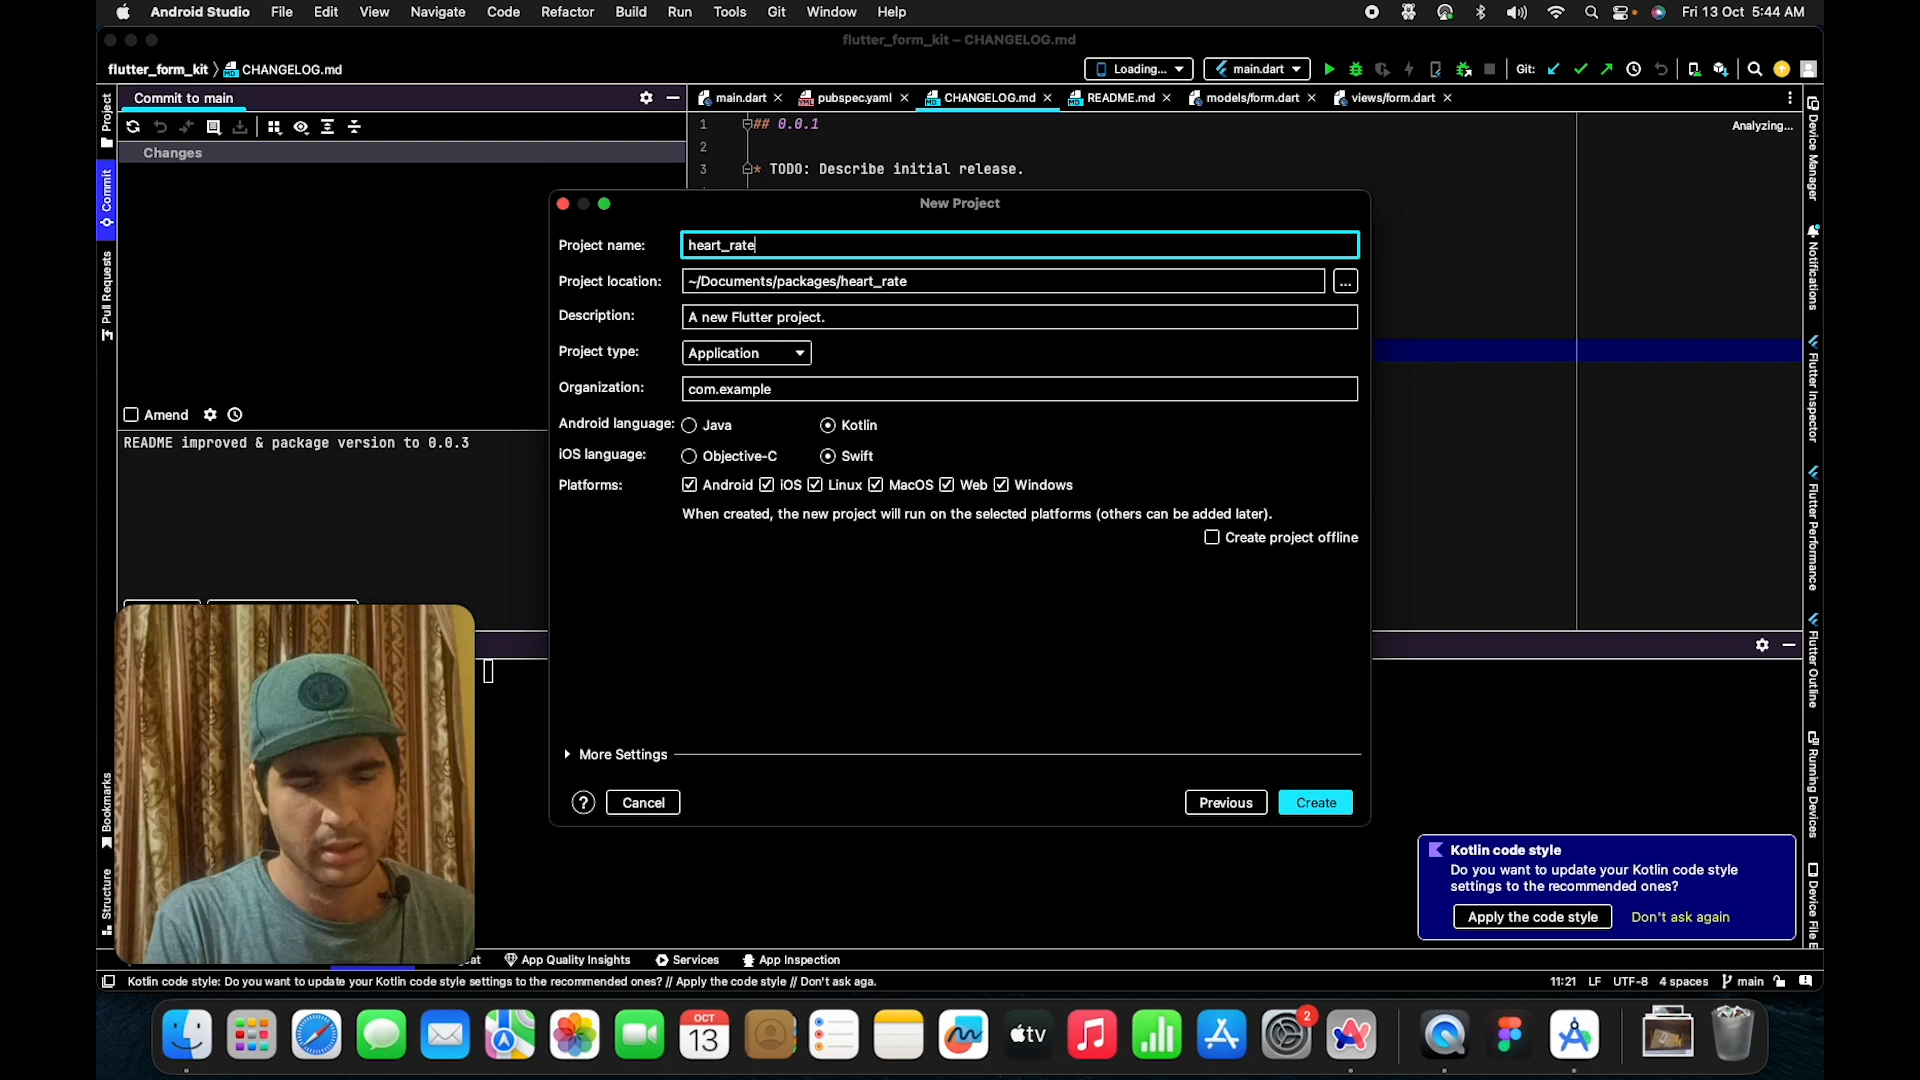 Android Studio File Edit View Navigate Code Refactor Build Run Tools Git Window Help
Fri 13 Oct 5:44 AM
flutter_form_kit – CHANGELOG.md
flutter_form_kit CHANGELOG.md
Loading... main.dart Git:
Commit to main
main.dart pubspec.yaml CHANGELOG.md README.md models/form.dart views/form.dart
Project
Commit
Pull Requests
Bookmarks
Structure
Changes
1 ## 0.0.1
2
3 * TODO: Describe initial release.
Analyzing...
Amend
README improved & package version to 0.0.3
New Project
Project name: heart_rate
Project location: ~/Documents/packages/heart_rate ...
Description: A new Flutter project.
Project type: Application
Organization: com.example
Android language: Java Kotlin
iOS language: Objective-C Swift
Platforms: Android iOS Linux MacOS Web Windows
When created, the new project will run on the selected platforms (others can be added later).
Create project offline
More Settings
? Cancel Previous Create
Device Manager
Notifications
Flutter Inspector
Flutter Performance
Flutter Outline
Running Devices
Device File E
Kotlin code style
Do you want to update your Kotlin code style
settings to the recommended ones?
Apply the code style Don't ask again
App Quality Insights Services App Inspection
Kotlin code style: Do you want to update your Kotlin code style settings to the recommended ones? // Apply the code style // Don't ask aga.
11:21 LF UTF-8 4 spaces main
OCT
13
tv
2